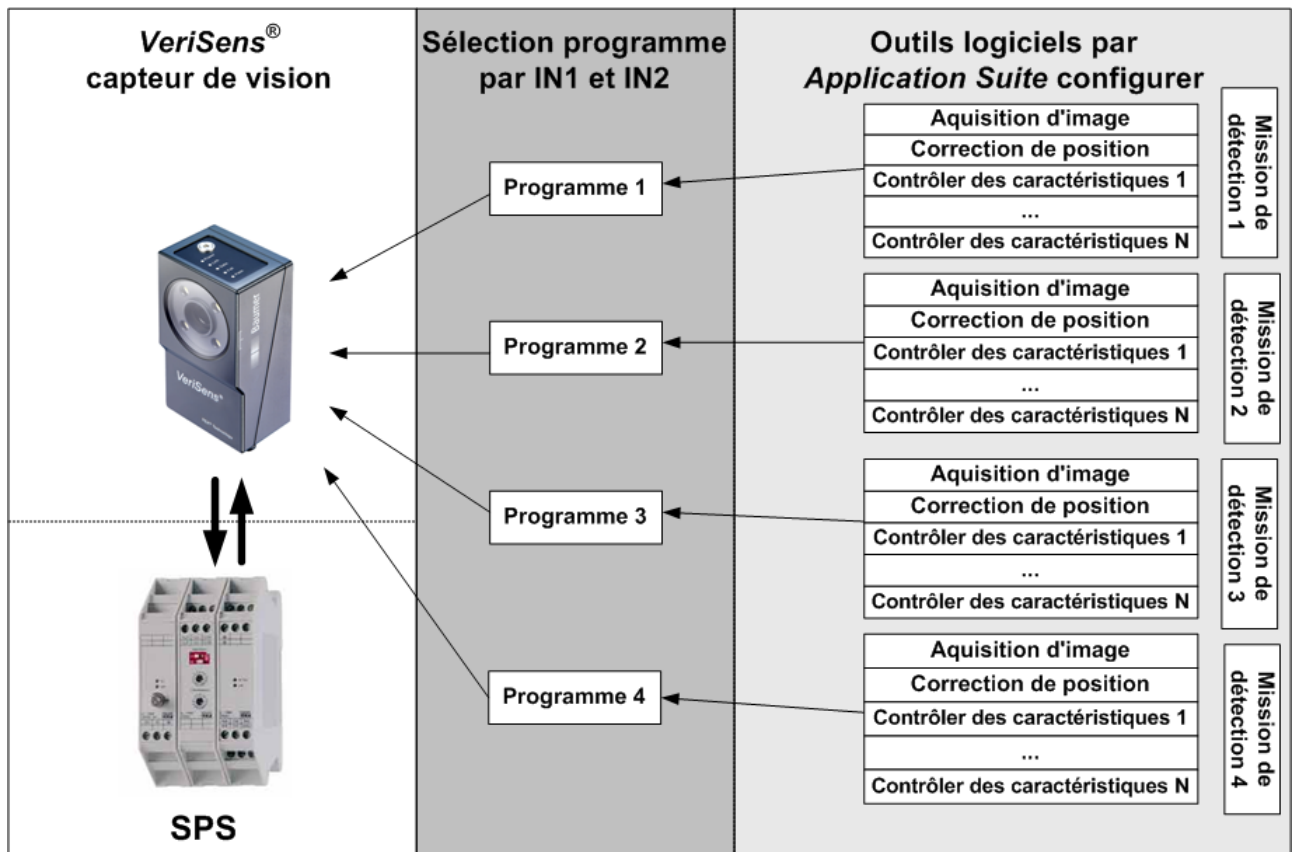 VeriSens®
capteur de vision
Sélection programme
par IN1 et IN2
Outils logiciels par
Application Suite configurer
Programme 1
Programme 2
Programme 3
Programme 4
Aquisition d'image
Correction de position
Contrôler des caractéristiques 1
...
Contrôler des caractéristiques N
Mission de
détection 1
Aquisition d'image
Correction de position
Contrôler des caractéristiques 1
...
Contrôler des caractéristiques N
Mission de
détection 2
Aquisition d'image
Correction de position
Contrôler des caractéristiques 1
...
Contrôler des caractéristiques N
Mission de
détection 3
Aquisition d'image
Correction de position
Contrôler des caractéristiques 1
...
Contrôler des caractéristiques N
Mission de
détection 4
Baumer
VeriSens®
SPS